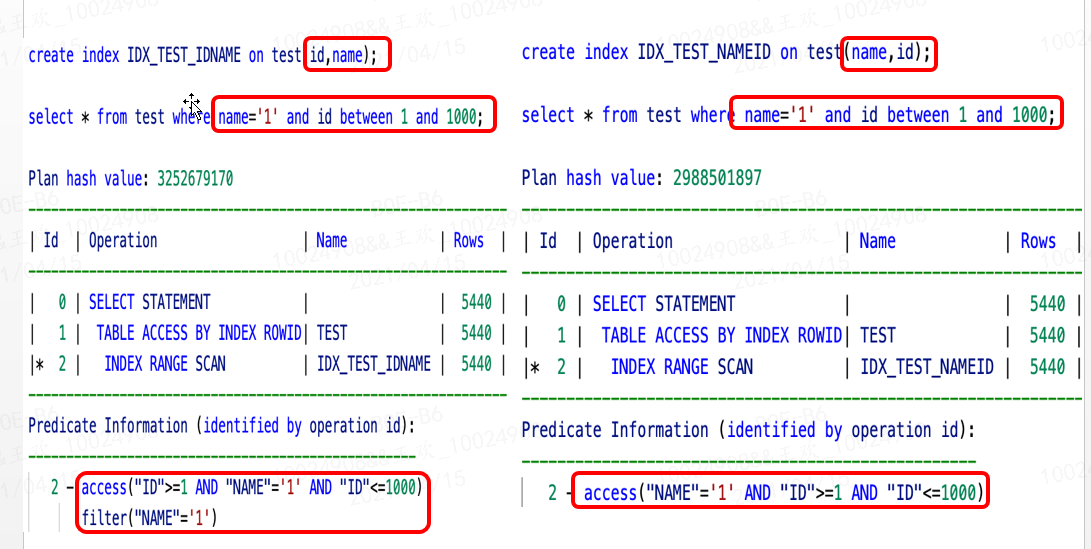 create index IDX_TEST_IDNAME on test(id,name);
select * from test where name='1' and id between 1 and 1000;
Plan hash value: 3252679170
-----------------------------------------------------------
| Id | Operation | Name | Rows |
-----------------------------------------------------------
| 0 | SELECT STATEMENT | | 5440 |
| 1 | TABLE ACCESS BY INDEX ROWID| TEST | 5440 |
|* 2 | INDEX RANGE SCAN | IDX_TEST_IDNAME | 5440 |
-----------------------------------------------------------
Predicate Information (identified by operation id):
---------------------------------------------------
2 - access("ID">=1 AND "NAME"='1' AND "ID"<=1000)
filter("NAME"='1')
create index IDX_TEST_NAMEID on test(name,id);
select * from test where name='1' and id between 1 and 1000;
Plan hash value: 2988501897
-----------------------------------------------------------
| Id | Operation | Name | Rows |
-----------------------------------------------------------
| 0 | SELECT STATEMENT | | 5440 |
| 1 | TABLE ACCESS BY INDEX ROWID| TEST | 5440 |
|* 2 | INDEX RANGE SCAN | IDX_TEST_NAMEID | 5440 |
-----------------------------------------------------------
Predicate Information (identified by operation id):
---------------------------------------------------
2 - access("NAME"='1' AND "ID">=1 AND "ID"<=1000)